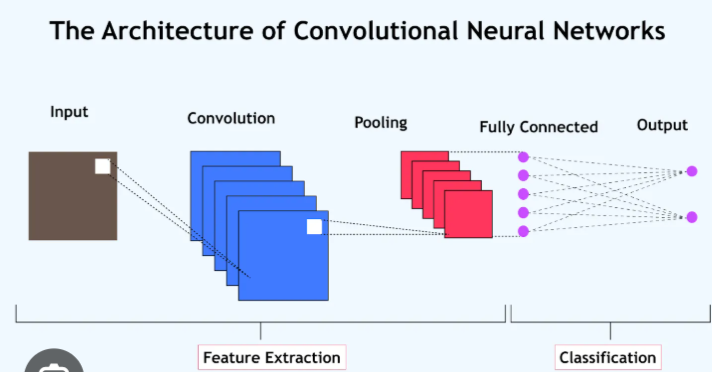 The Architecture of Convolutional Neural Networks
Input
Convolution
Pooling
Fully Connected
Output
Feature Extraction
Classification